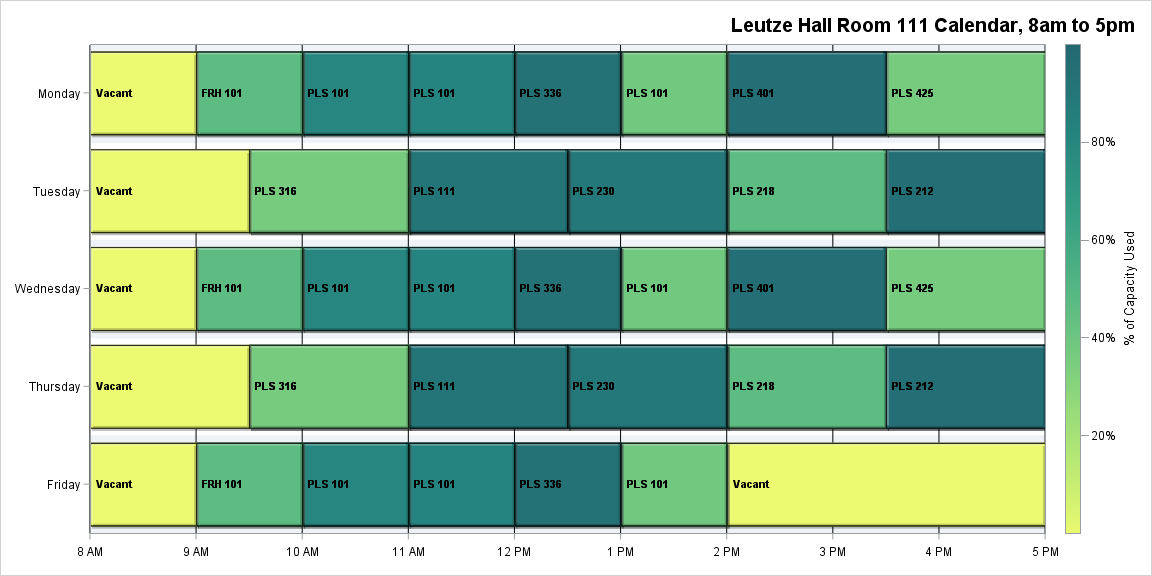 Leutze Hall Room 111 Calendar, 8am to 5pm
Monday Vacant FRH 101 PLS 101 PLS 101 PLS 336 PLS 101 PLS 401 PLS 425
80%
Tuesday Vacant PLS 316 PLS 111 PLS 230 PLS 218 PLS 212
60%
Wednesday Vacant FRH 101 PLS 101 PLS 101 PLS 336 PLS 101 PLS 401 PLS 425
% of Capacity Used
40%
Thursday Vacant PLS 316 PLS 111 PLS 230 PLS 218 PLS 212
20%
Friday Vacant FRH 101 PLS 101 PLS 101 PLS 336 PLS 101 Vacant
8 AM 9 AM 10 AM 11 AM 12 PM 1 PM 2 PM 3 PM 4 PM 5 PM